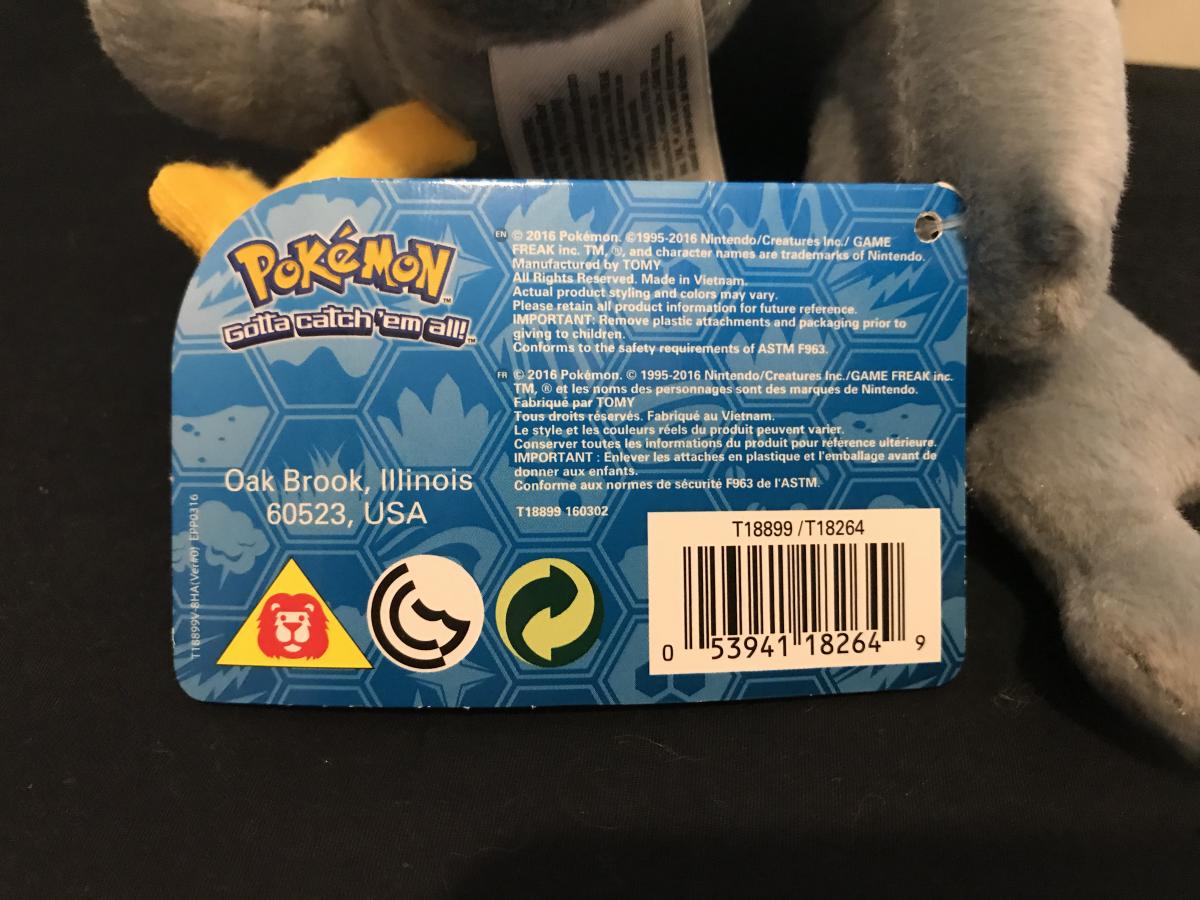 POKéMON™
Gotta catch 'em all!™
EN © 2016 Pokémon. ©1995-2016 Nintendo/Creatures Inc./ GAME
FREAK inc. TM, ®, and character names are trademarks of Nintendo.
Manufactured by TOMY
All Rights Reserved. Made in Vietnam.
Actual product styling and colors may vary.
Please retain all product information for future reference.
IMPORTANT: Remove plastic attachments and packaging prior to
giving to children.
Conforms to the safety requirements of ASTM F963.
FR © 2016 Pokémon. © 1995-2016 Nintendo/Creatures Inc./GAME FREAK inc.
TM, ® et les noms des personnages sont des marques de Nintendo.
Fabriqué par TOMY
Tous droits réservés. Fabriqué au Vietnam.
Le style et les couleurs réels du produit peuvent varier.
Conserver toutes les informations du produit pour référence ultérieure.
IMPORTANT : Enlever les attaches en plastique et l'emballage avant de
donner aux enfants.
Conforme aux normes de sécurité F963 de l'ASTM.
T18899 160302
Oak Brook, Illinois
60523, USA
T18899V-8HA(Ver#0) EPP0316
T18899 /T18264
0 53941 18264 9